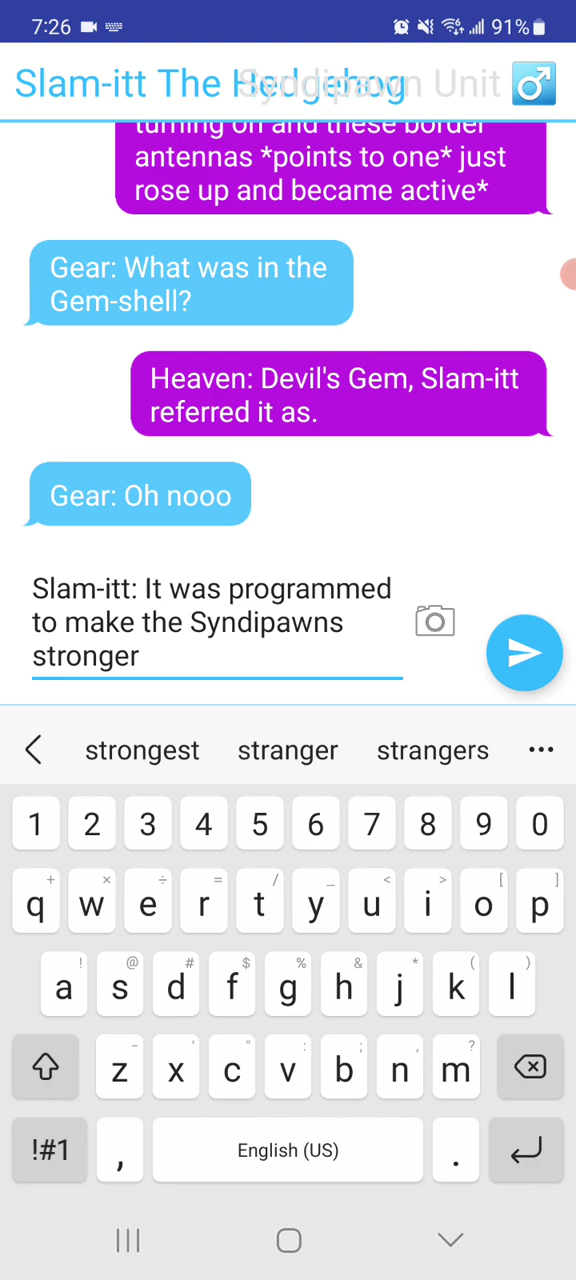 7:26 91%
Slam-itt The Hedgehog Syndipawn Unit
turning on and these border
antennas *points to one* just
rose up and became active*
Gear: What was in the
Gem-shell?
Heaven: Devil's Gem, Slam-itt
referred it as.
Gear: Oh nooo
Slam-itt: It was programmed
to make the Syndipawns
stronger
strongest stranger strangers
1 2 3 4 5 6 7 8 9 0
+ × ÷ = / _ < > [ ]
q w e r t y u i o p
! @ # $ % ^ & * ( )
a s d f g h j k l
- ' " : ; , ?
z x c v b n m
!#1 , English (US) .